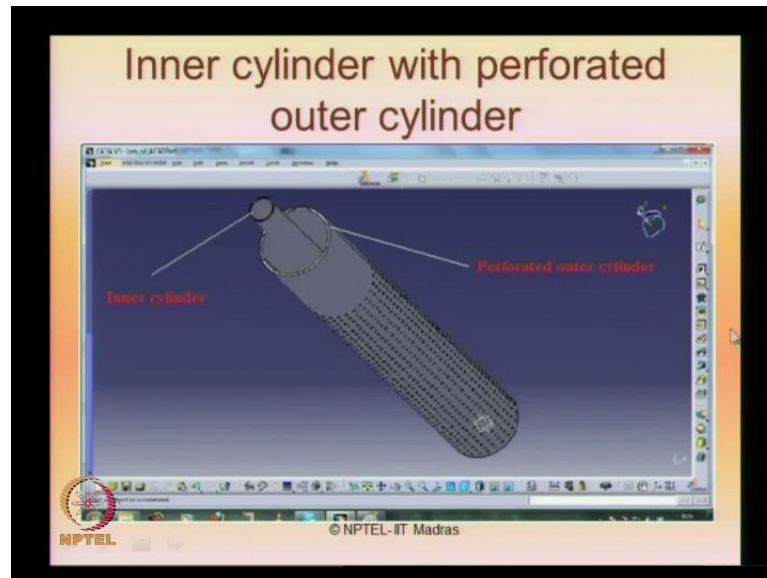 Inner cylinder with perforated
outer cylinder
Perforated outer cylinder
Inner cylinder
© NPTEL-IIT Madras
NPTEL